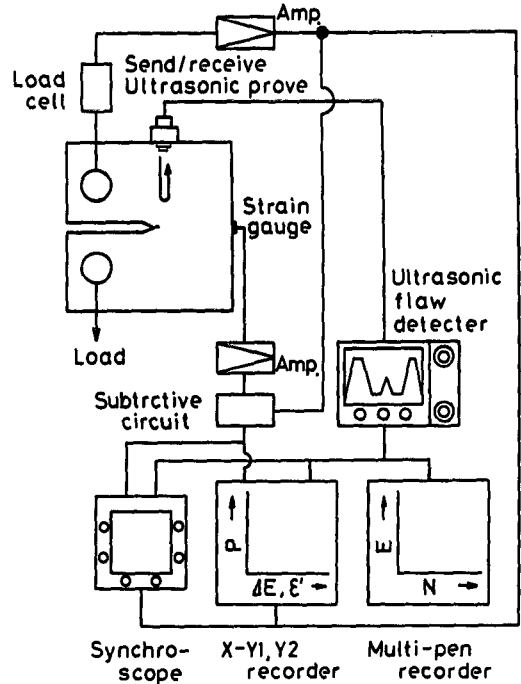 Amp.
Send/receive
Ultrasonic prove
Load
cell
Strain
gauge
Ultrasonic
flaw
detecter
Load
Amp.
Subtrctive
circuit
P
ΔE, ε'
E
N
Synchro-
scope
X-Y1, Y2
recorder
Multi-pen
recorder